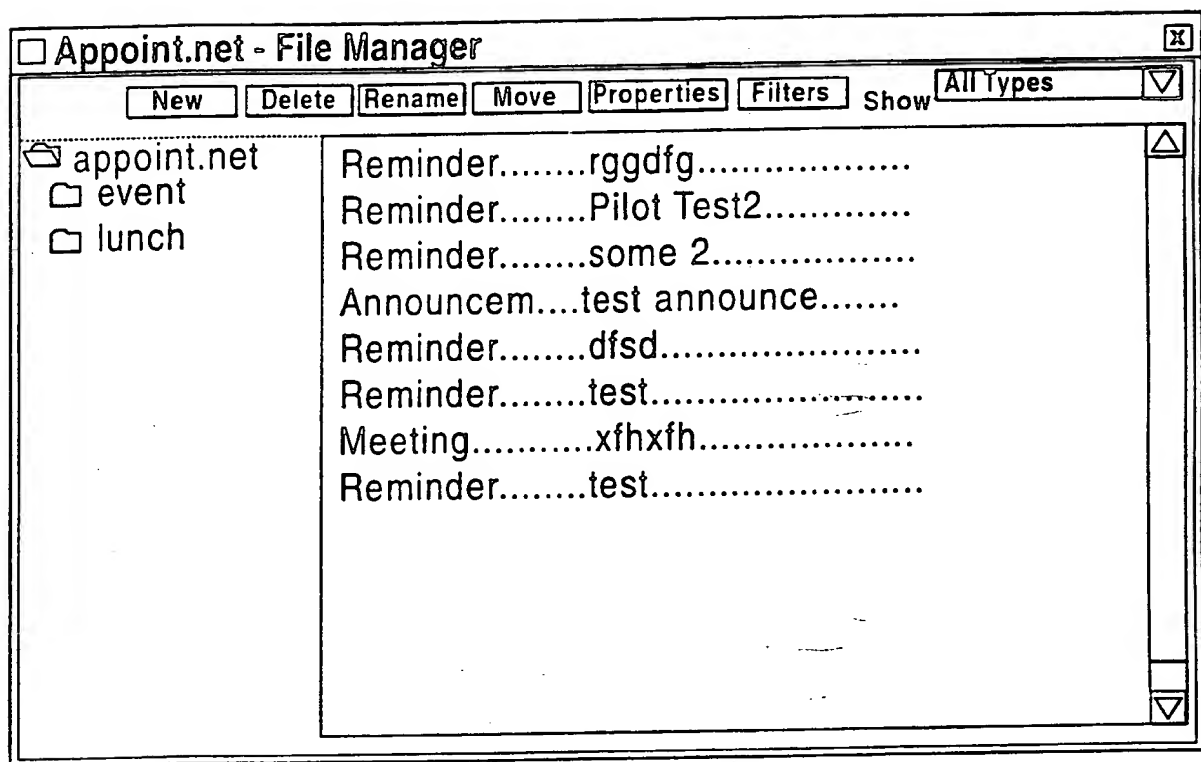 Appoint.net - File Manager
New Delete Rename Move Properties Filters Show All Types
appoint.net
event
lunch
Reminder........rggdfg...................
Reminder........Pilot Test2.............
Reminder........some 2..................
Announcem....test announce.......
Reminder........dfsd.......................
Reminder........test........................
Meeting...........xfhxfh...................
Reminder........test........................